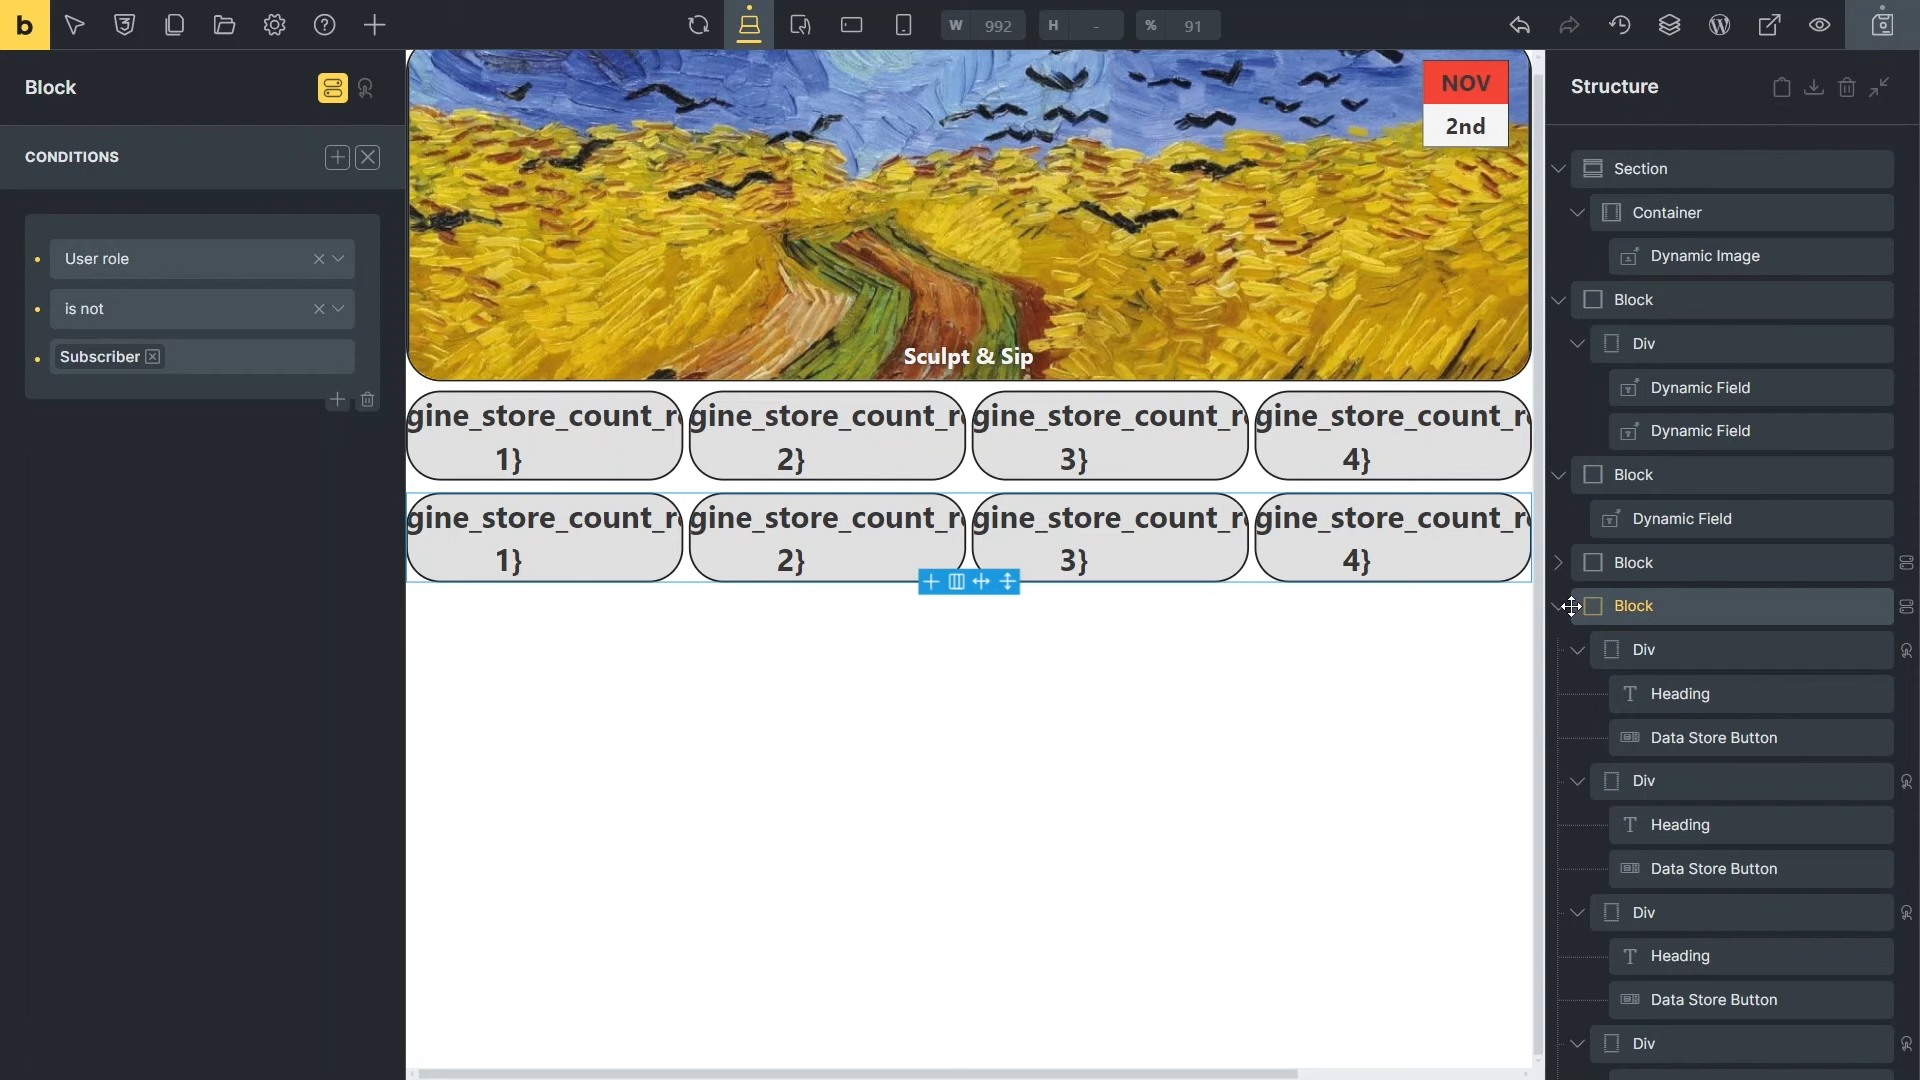 b
W 992
H -
% 91
Block
CONDITIONS
User role
is not
Subscriber
NOV
2nd
Sculpt & Sip
gine_store_count_r
1}
gine_store_count_r
2}
gine_store_count_r
3}
gine_store_count_r
4}
gine_store_count_r
1}
gine_store_count_r
2}
gine_store_count_r
3}
gine_store_count_r
4}
Structure
Section
Container
Dynamic Image
Block
Div
Dynamic Field
Dynamic Field
Block
Dynamic Field
Block
Block
Div
Heading
Data Store Button
Div
Heading
Data Store Button
Div
Heading
Data Store Button
Div